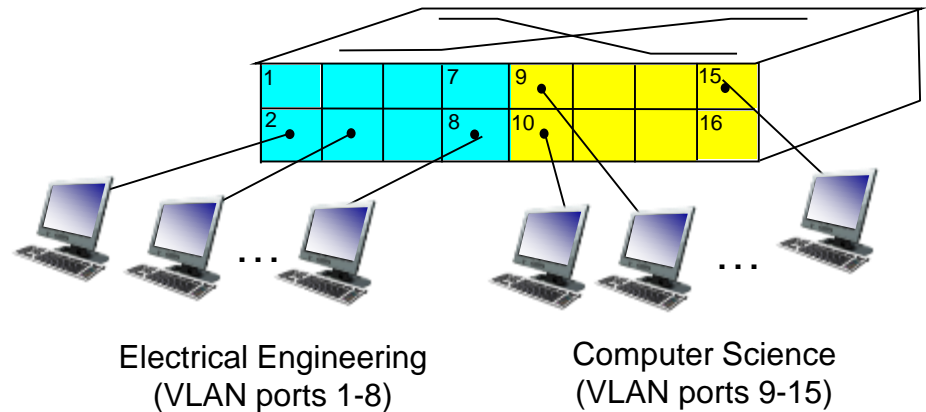 1 7 9 15
2 8 10 16
... ...
Electrical Engineering
(VLAN ports 1-8)
Computer Science
(VLAN ports 9-15)